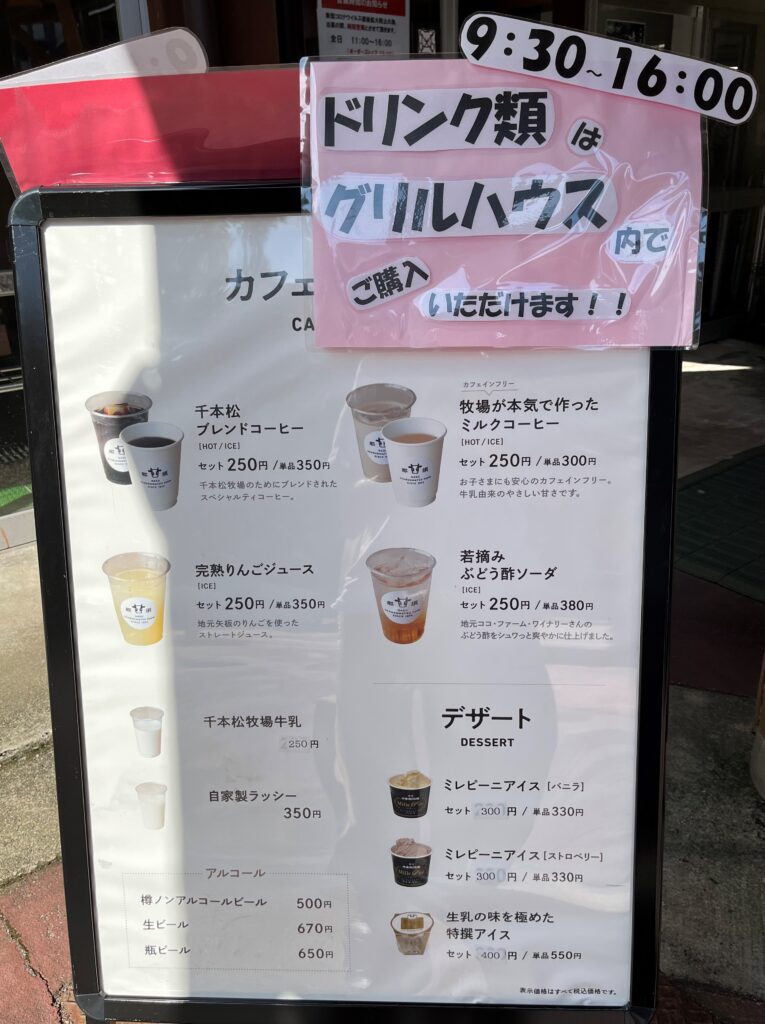 営業時間のお知らせ
全日 11:00～16:00
9:30～16:00
ドリンク類は
グリルハウス
内で
ご購入
いただけます！！
カフェ
CA
千本松
ブレンドコーヒー
[HOT / ICE]
セット 250円 / 単品 350円
千本松牧場のためにブレンドされた
スペシャルティコーヒー。
カフェインフリー
牧場が本気で作った
ミルクコーヒー
[HOT / ICE]
セット 250円 / 単品 300円
お子さまにも安心のカフェインフリー。
牛乳由来のやさしい甘さです。
完熟りんごジュース
[ICE]
セット 250円 / 単品 350円
地元矢板のりんごを使った
ストレートジュース。
若摘み
ぶどう酢ソーダ
[ICE]
セット 250円 / 単品 380円
地元ココ・ファーム・ワイナリーさんの
ぶどう酢をシュワっと爽やかに仕上げました。
千本松牧場牛乳
250円
自家製ラッシー
350円
アルコール
樽ノンアルコールビール 500円
生ビール 670円
瓶ビール 650円
デザート
DESSERT
ミレピーニアイス [バニラ]
セット 300円 / 単品 330円
ミレピーニアイス [ストロベリー]
セット 300円 / 単品 330円
生乳の味を極めた
特撰アイス
セット 400円 / 単品 550円
表示価格はすべて税込価格です。